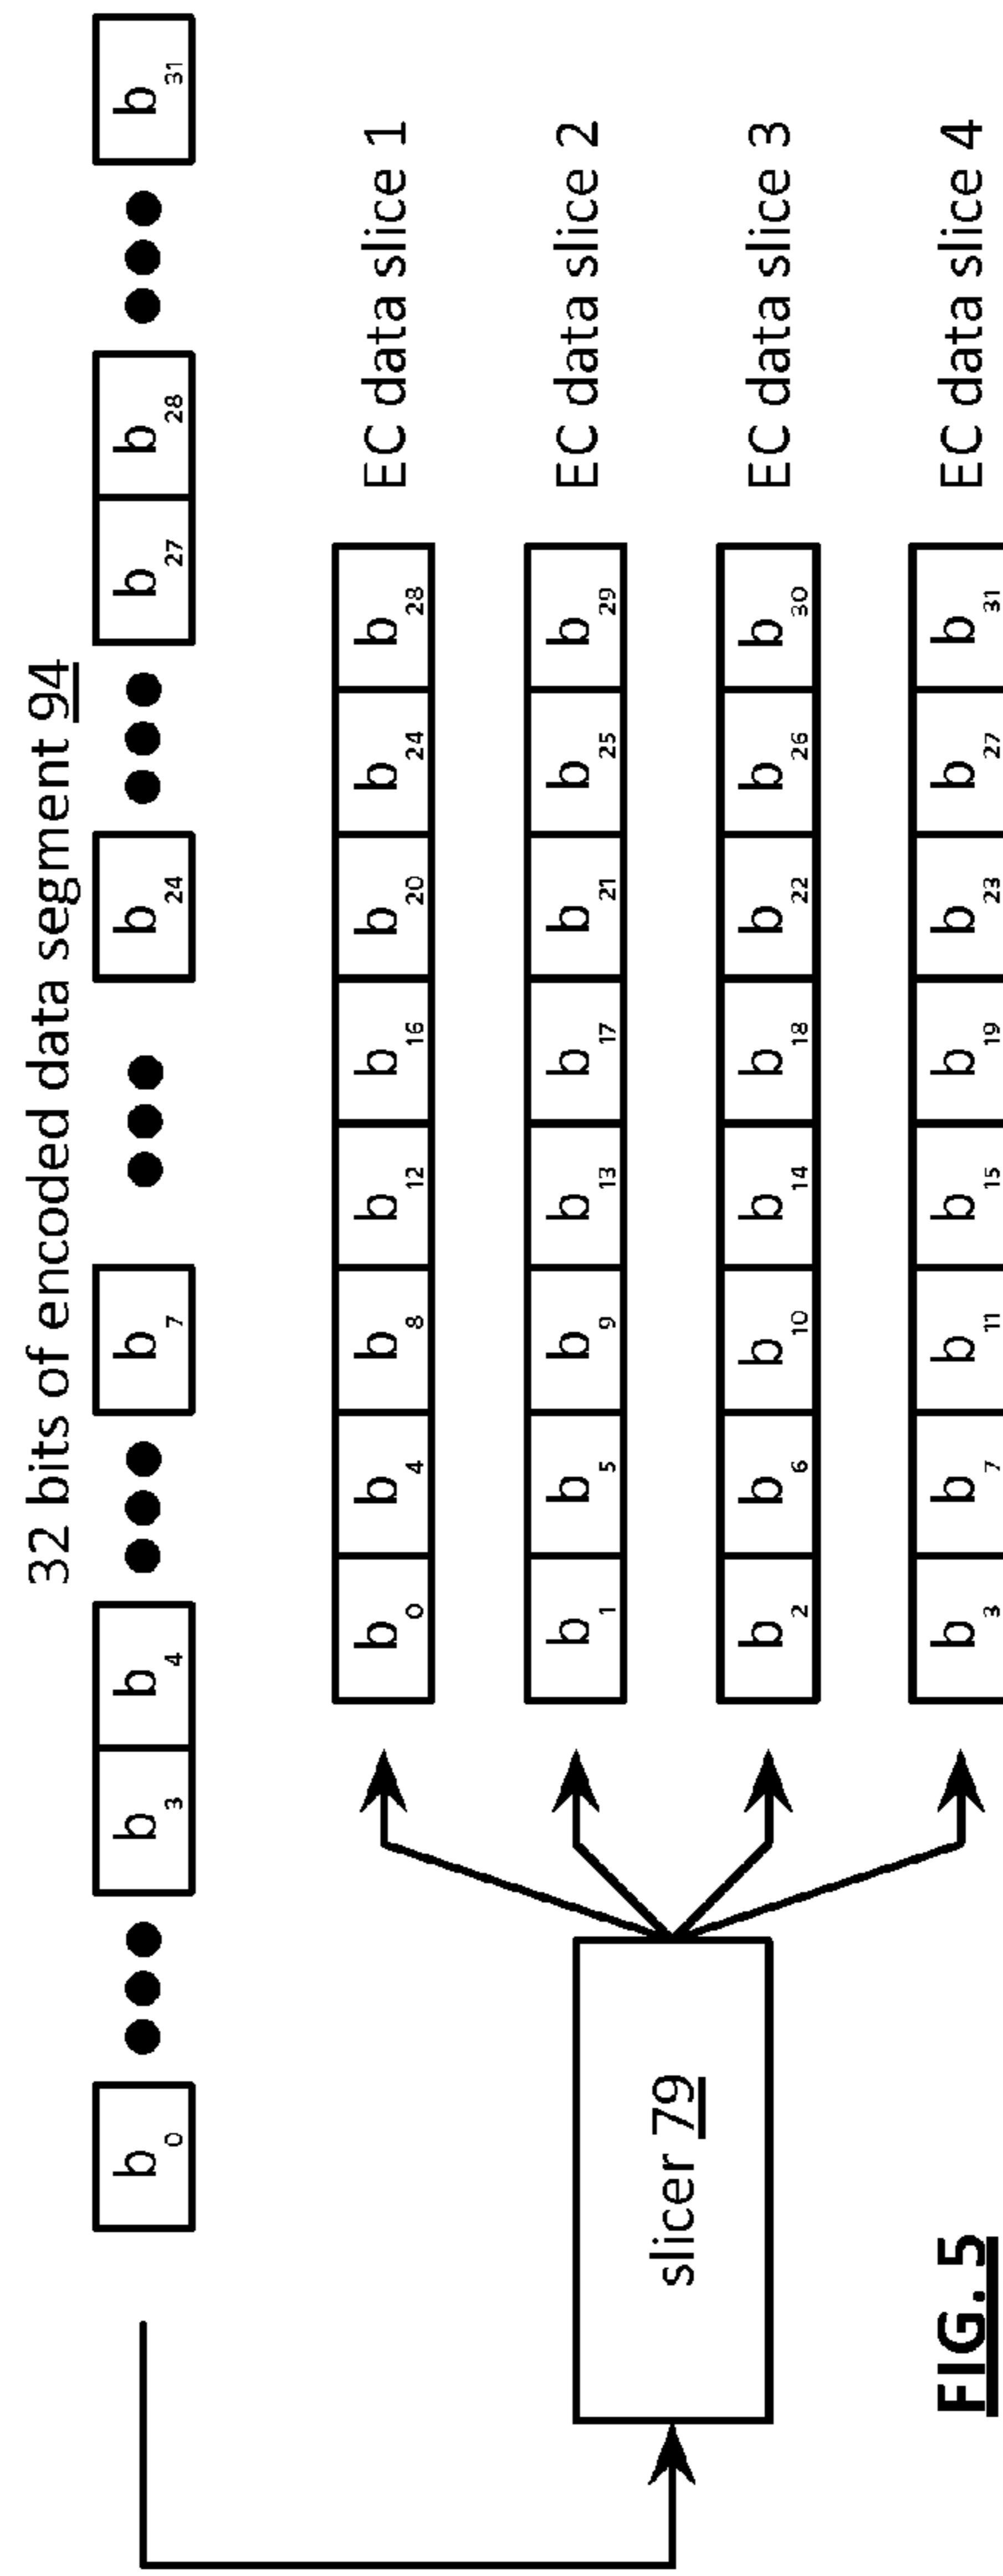 32 bits of encoded data segment 94
b0 b3 b4 b7 b24 b27 b28 b31
b0 b4 b8 b12 b16 b20 b24 b28 EC data slice 1
b1 b5 b9 b13 b17 b21 b25 b29 EC data slice 2
slicer 79
b2 b6 b10 b14 b18 b22 b26 b30 EC data slice 3
b3 b7 b11 b15 b19 b23 b27 b31 EC data slice 4
FIG. 5